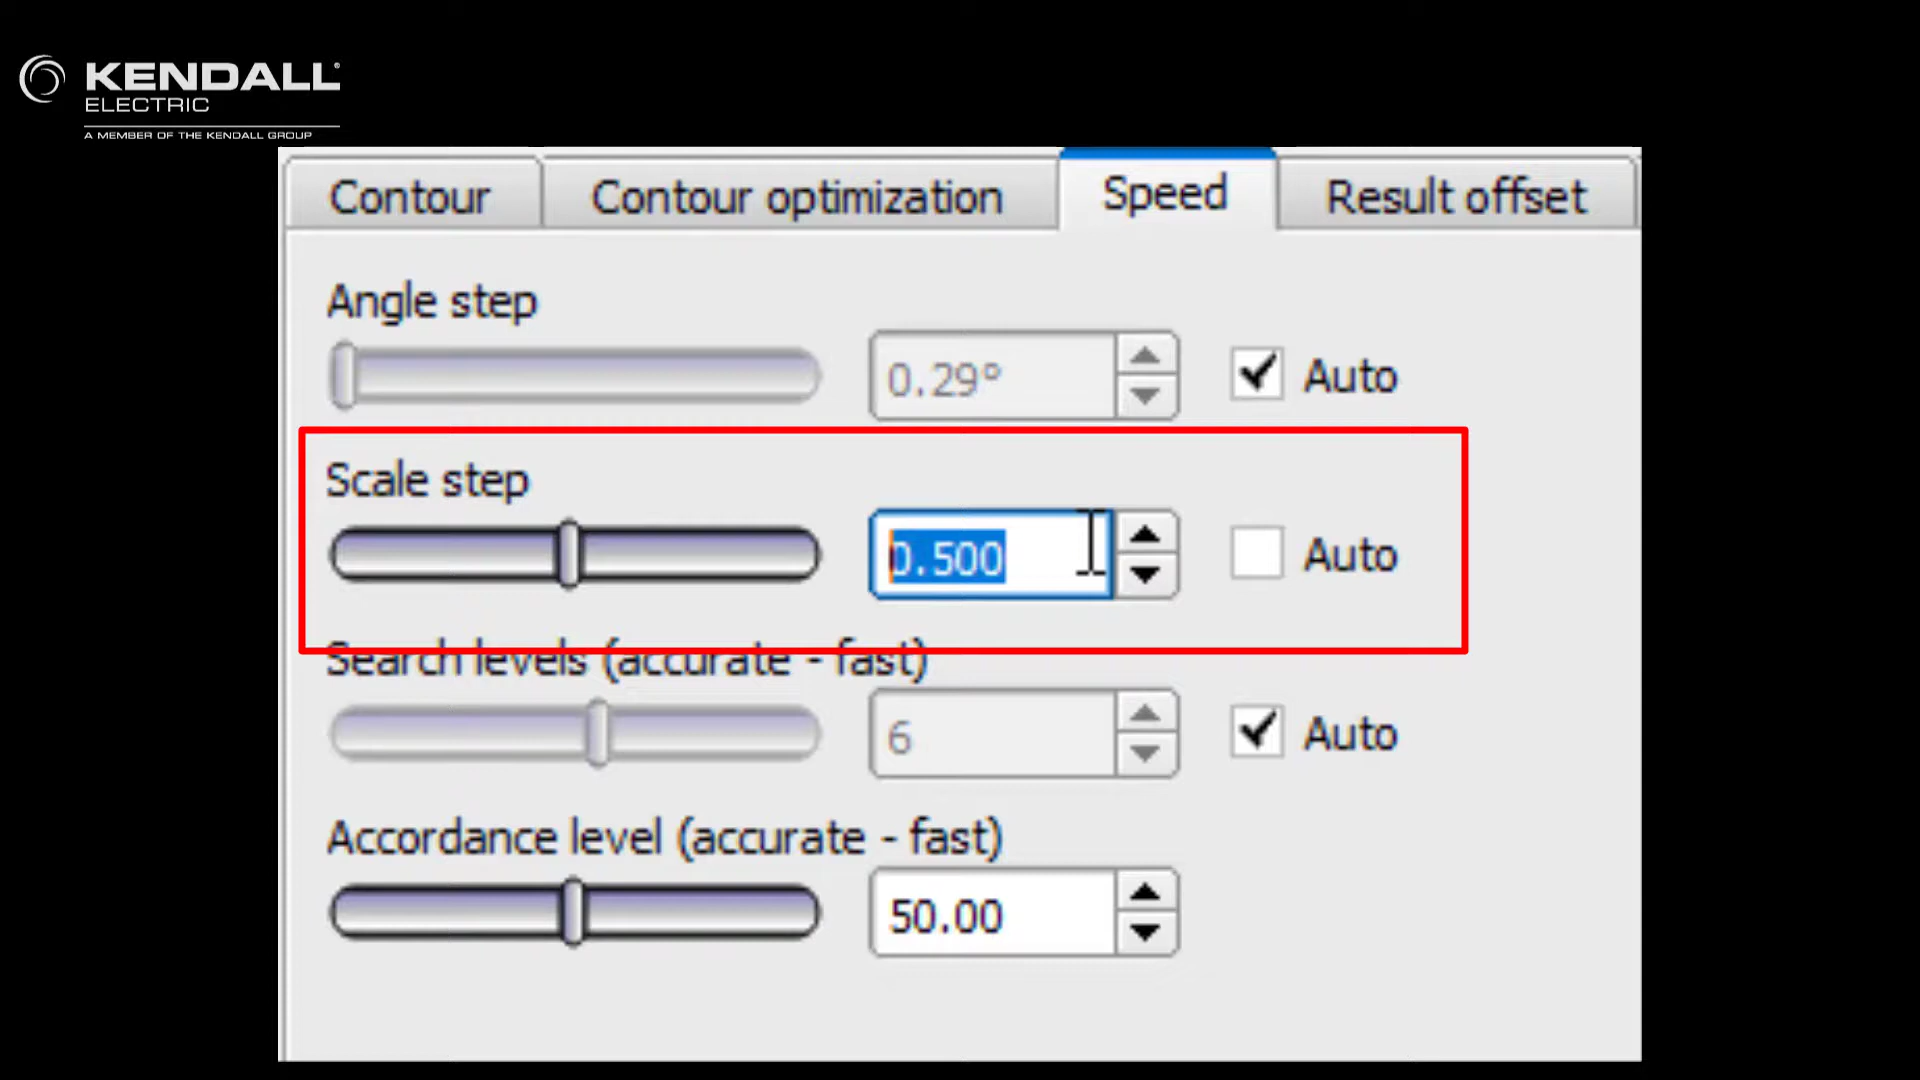 KENDALL®
ELECTRIC
A MEMBER OF THE KENDALL GROUP
Contour
Contour optimization
Speed
Result offset
Angle step
0.29°
Auto
Scale step
0.500
Auto
Search levels (accurate - fast)
6
Auto
Accordance level (accurate - fast)
50.00